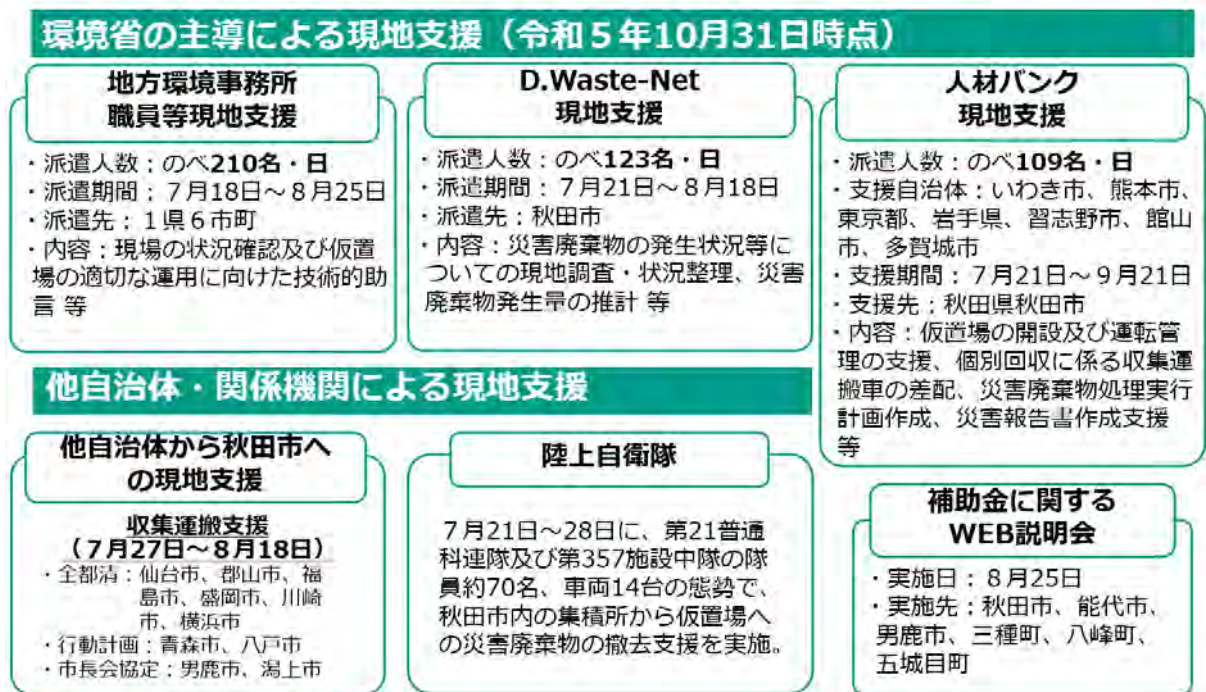 環境省の主導による現地支援（令和５年10月31日時点）
地方環境事務所
職員等現地支援
・派遣人数：のべ210名・日
・派遣期間：７月18日～８月25日
・派遣先：１県６市町
・内容：現場の状況確認及び仮置
場の適切な運用に向けた技術的助
言 等
D.Waste-Net
現地支援
・派遣人数：のべ123名・日
・派遣期間：７月21日～８月18日
・派遣先：秋田市
・内容：災害廃棄物の発生状況等に
ついての現地調査・状況整理、災害
廃棄物発生量の推計 等
人材バンク
現地支援
・派遣人数：のべ109名・日
・支援自治体：いわき市、熊本市、
東京都、岩手県、習志野市、館山
市、多賀城市
・支援期間：７月21日～９月21日
・支援先：秋田県秋田市
・内容：仮置場の開設及び運転管
理の支援、個別回収に係る収集運
搬車の差配、災害廃棄物処理実行
計画作成、災害報告書作成支援
等
他自治体・関係機関による現地支援
他自治体から秋田市へ
の現地支援
収集運搬支援
（７月27日～８月18日）
・全都清：仙台市、郡山市、福
島市、盛岡市、川崎
市、横浜市
・行動計画：青森市、八戸市
・市長会協定：男鹿市、潟上市
陸上自衛隊
７月21日～28日に、第21普通
科連隊及び第357施設中隊の隊
員約70名、車両14台の態勢で、
秋田市内の集積所から仮置場へ
の災害廃棄物の撤去支援を実施。
補助金に関する
WEB説明会
・実施日：８月25日
・実施先：秋田市、能代市、
男鹿市、三種町、八峰町、
五城目町